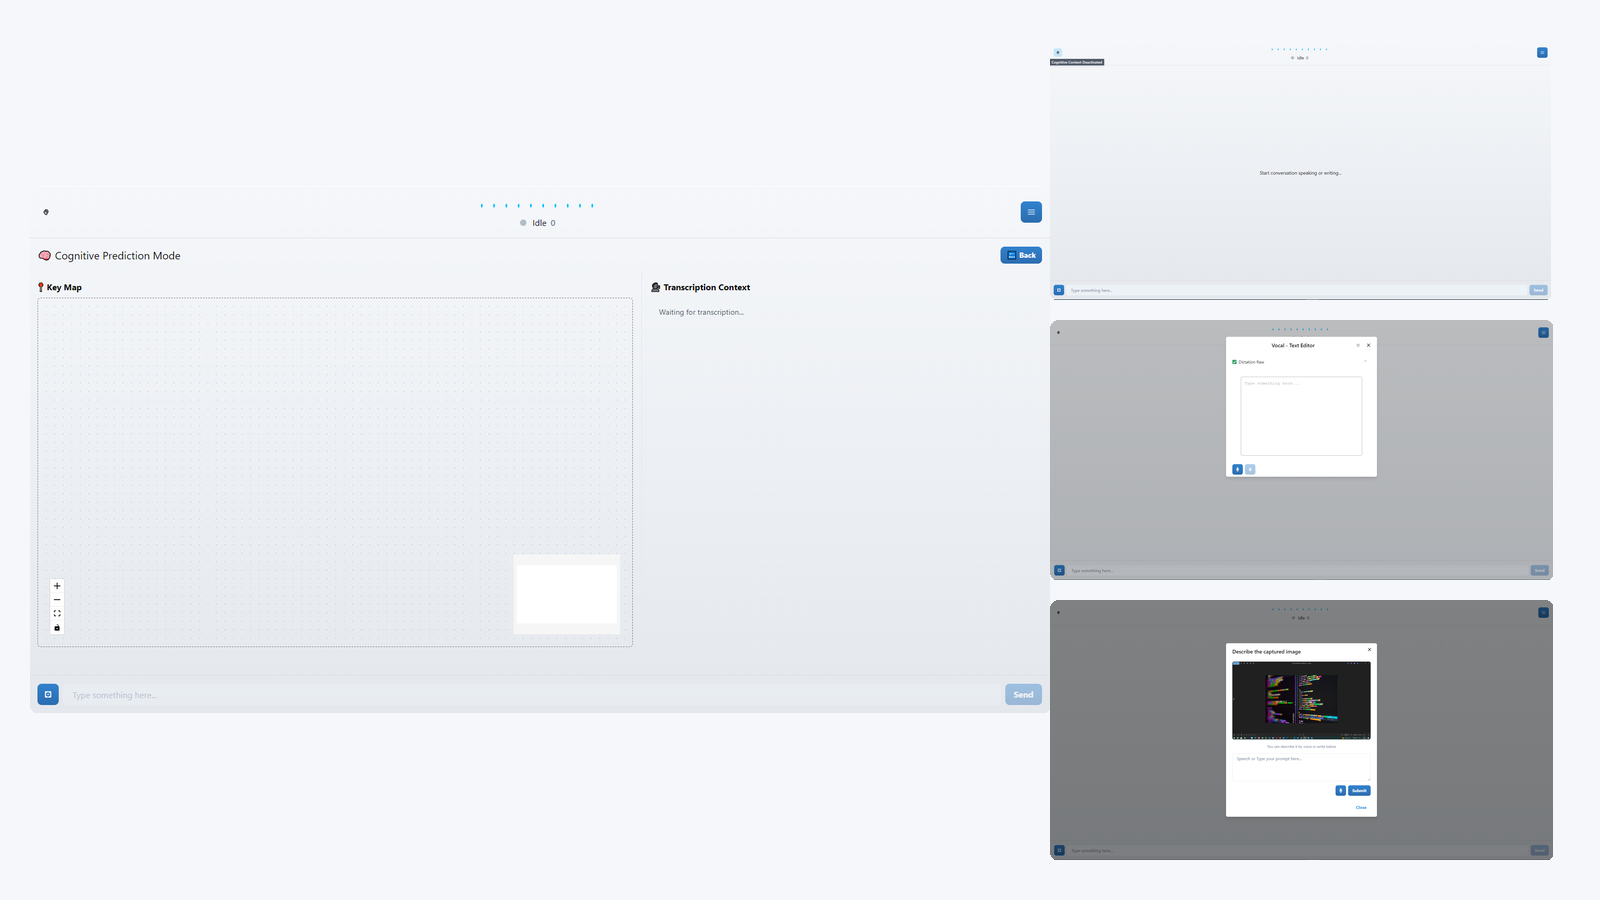 Idle 0
Cognitive Prediction Mode
Back
Key Map
Transcription Context
Waiting for transcription...
Type something here...
Send
Cognitive Context Deactivated
Idle 0
Start conversation speaking or writing...
Type something here...
Send
Vocal - Text Editor
Dictation Raw
Type something here ...
Type something here...
Send
Idle 0
Describe the captured image
You can describe it by voice or write below
Speech or Type your prompt here...
Submit
Close
Type something here...
Send